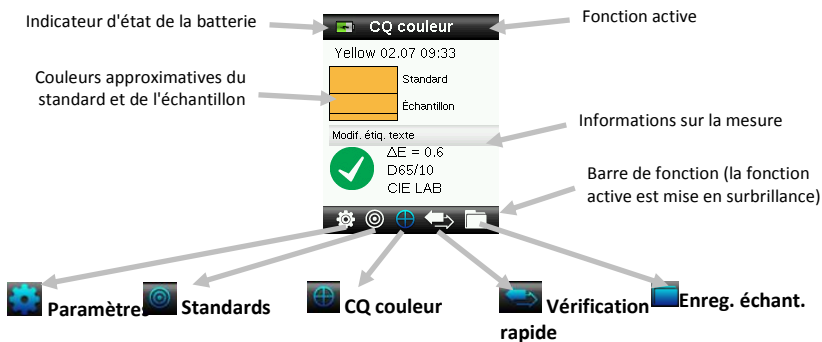 Indicateur d'état de la batterie
CQ couleur
Fonction active
Yellow 02.07 09:33
Couleurs approximatives du
standard et de l'échantillon
Standard
Échantillon
Informations sur la mesure
Modif. étiq. texte
ΔE = 0.6
D65/10
CIE LAB
Barre de fonction (la fonction
active est mise en surbrillance)
Paramètres
Standards
CQ couleur
Vérification
rapide
Enreg. échant.